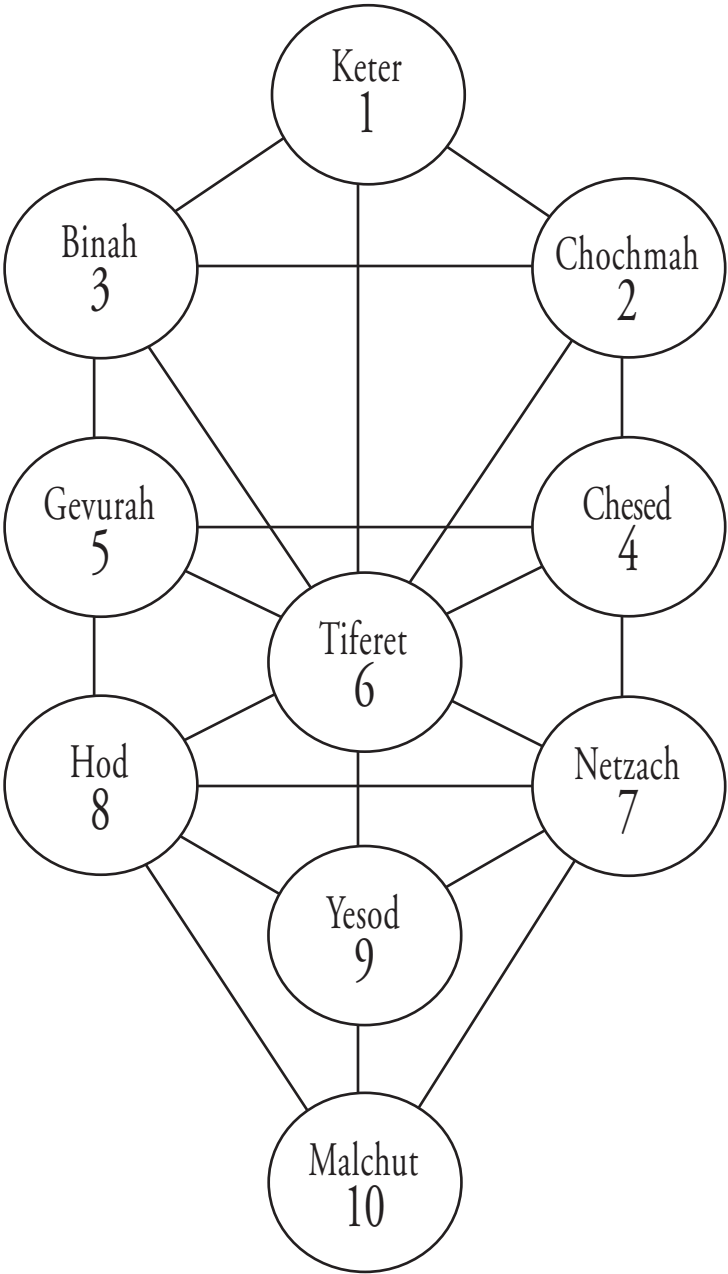 Keter
1
Binah
3
Chochmah
2
Gevurah
5
Chesed
4
Tiferet
6
Hod
8
Netzach
7
Yesod
9
Malchut
10